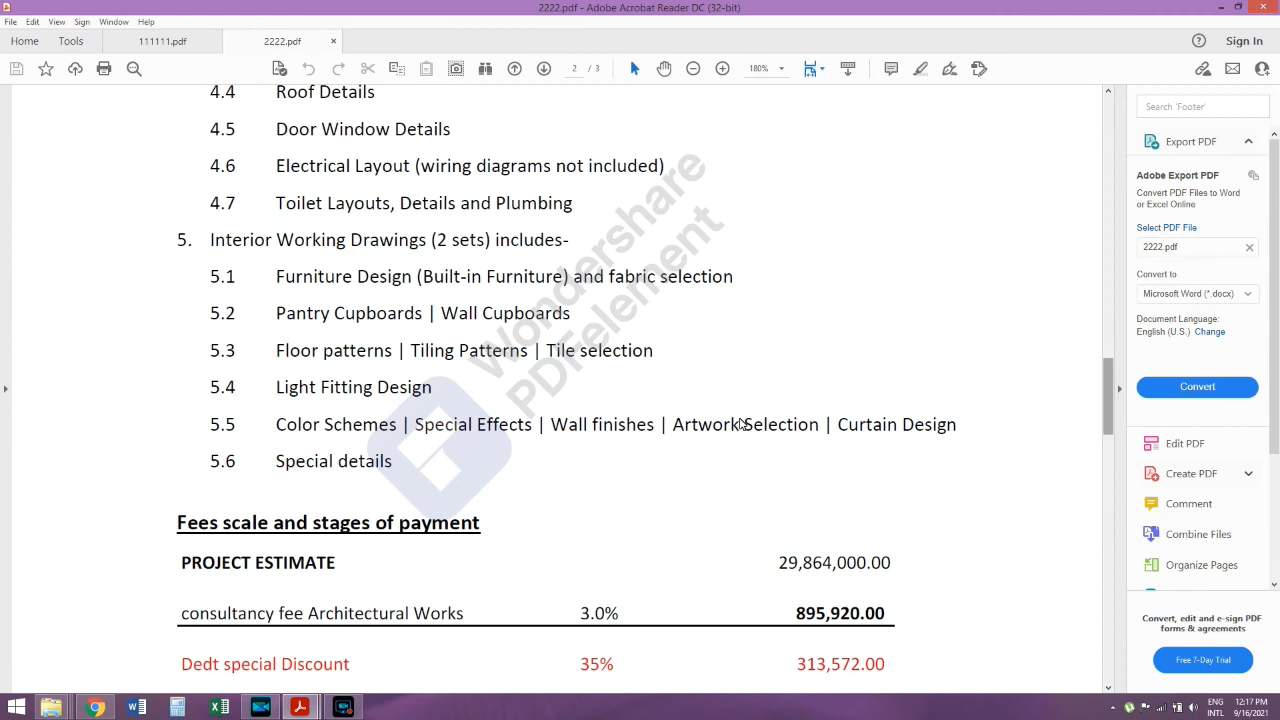 2222.pdf - Adobe Acrobat Reader DC (32-bit)
File Edit View Sign Window Help
Home Tools 111111.pdf 2222.pdf × Sign In
2 / 3 180%
4.4 Roof Details
4.5 Door Window Details
4.6 Electrical Layout (wiring diagrams not included)
4.7 Toilet Layouts, Details and Plumbing
5. Interior Working Drawings (2 sets) includes-
5.1 Furniture Design (Built-in Furniture) and fabric selection
5.2 Pantry Cupboards | Wall Cupboards
5.3 Floor patterns | Tiling Patterns | Tile selection
5.4 Light Fitting Design
5.5 Color Schemes | Special Effects | Wall finishes | Artwork Selection | Curtain Design
5.6 Special details
Wondershare
PDFelement
Fees scale and stages of payment
PROJECT ESTIMATE 29,864,000.00
consultancy fee Architectural Works 3.0% 895,920.00
Dedt special Discount 35% 313,572.00
Search 'Footer'
Export PDF
Adobe Export PDF
Convert PDF Files to Word
or Excel Online
Select PDF File
2222.pdf
Convert to
Microsoft Word (*.docx)
Document Language:
English (U.S.) Change
Convert
Edit PDF
Create PDF
Comment
Combine Files
Organize Pages
Convert, edit and e-sign PDF
forms & agreements
Free 7-Day Trial
ENG
INTL
12:17 PM
9/16/2021